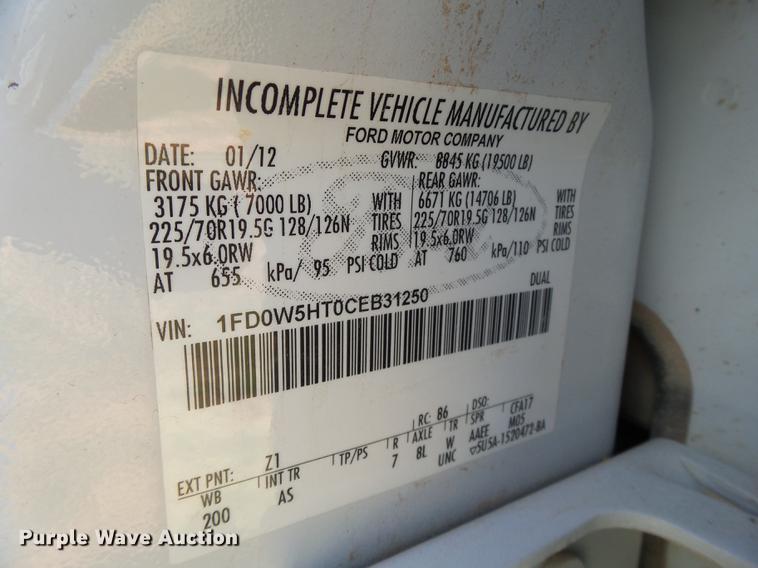 INCOMPLETE VEHICLE MANUFACTURED BY
FORD MOTOR COMPANY
DATE: 01/12 GVWR: 8845 KG (19500 LB)
FRONT GAWR: REAR GAWR:
3175 KG ( 7000 LB) WITH 6671 KG (14706 LB) WITH
225/70R19.5G 128/126N TIRES 225/70R19.5G 128/126N TIRES
19.5x6.0RW RIMS 19.5x6.0RW RIMS
AT 655 kPa/ 95 PSI COLD AT 760 kPa/110 PSI COLD
VIN: 1FD0W5HT0CEB31250 DUAL
EXT PNT: Z1 RC: 86 DSO: CFA17
WB INT TR TP/PS R AXLE TR SPR M05
200 AS 7 8L W AAEE
UNC ▽5U5A-1520472-BA
Purple Wave Auction